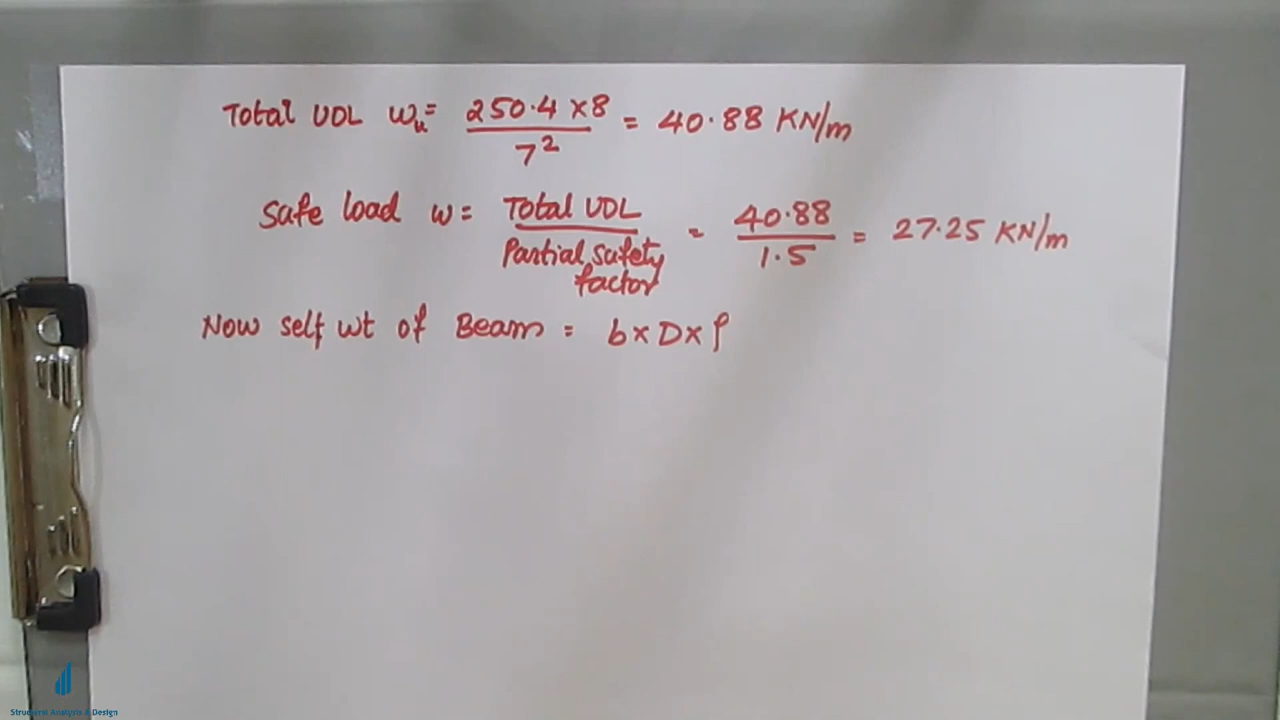 Total UDL wu = 250.4 x 8 / 7² = 40.88 KN/m
Safe load w = Total UDL / Partial safety factor = 40.88 / 1.5 = 27.25 KN/m
Now self wt of Beam = b x D x ρ
Structural Analysis & Design